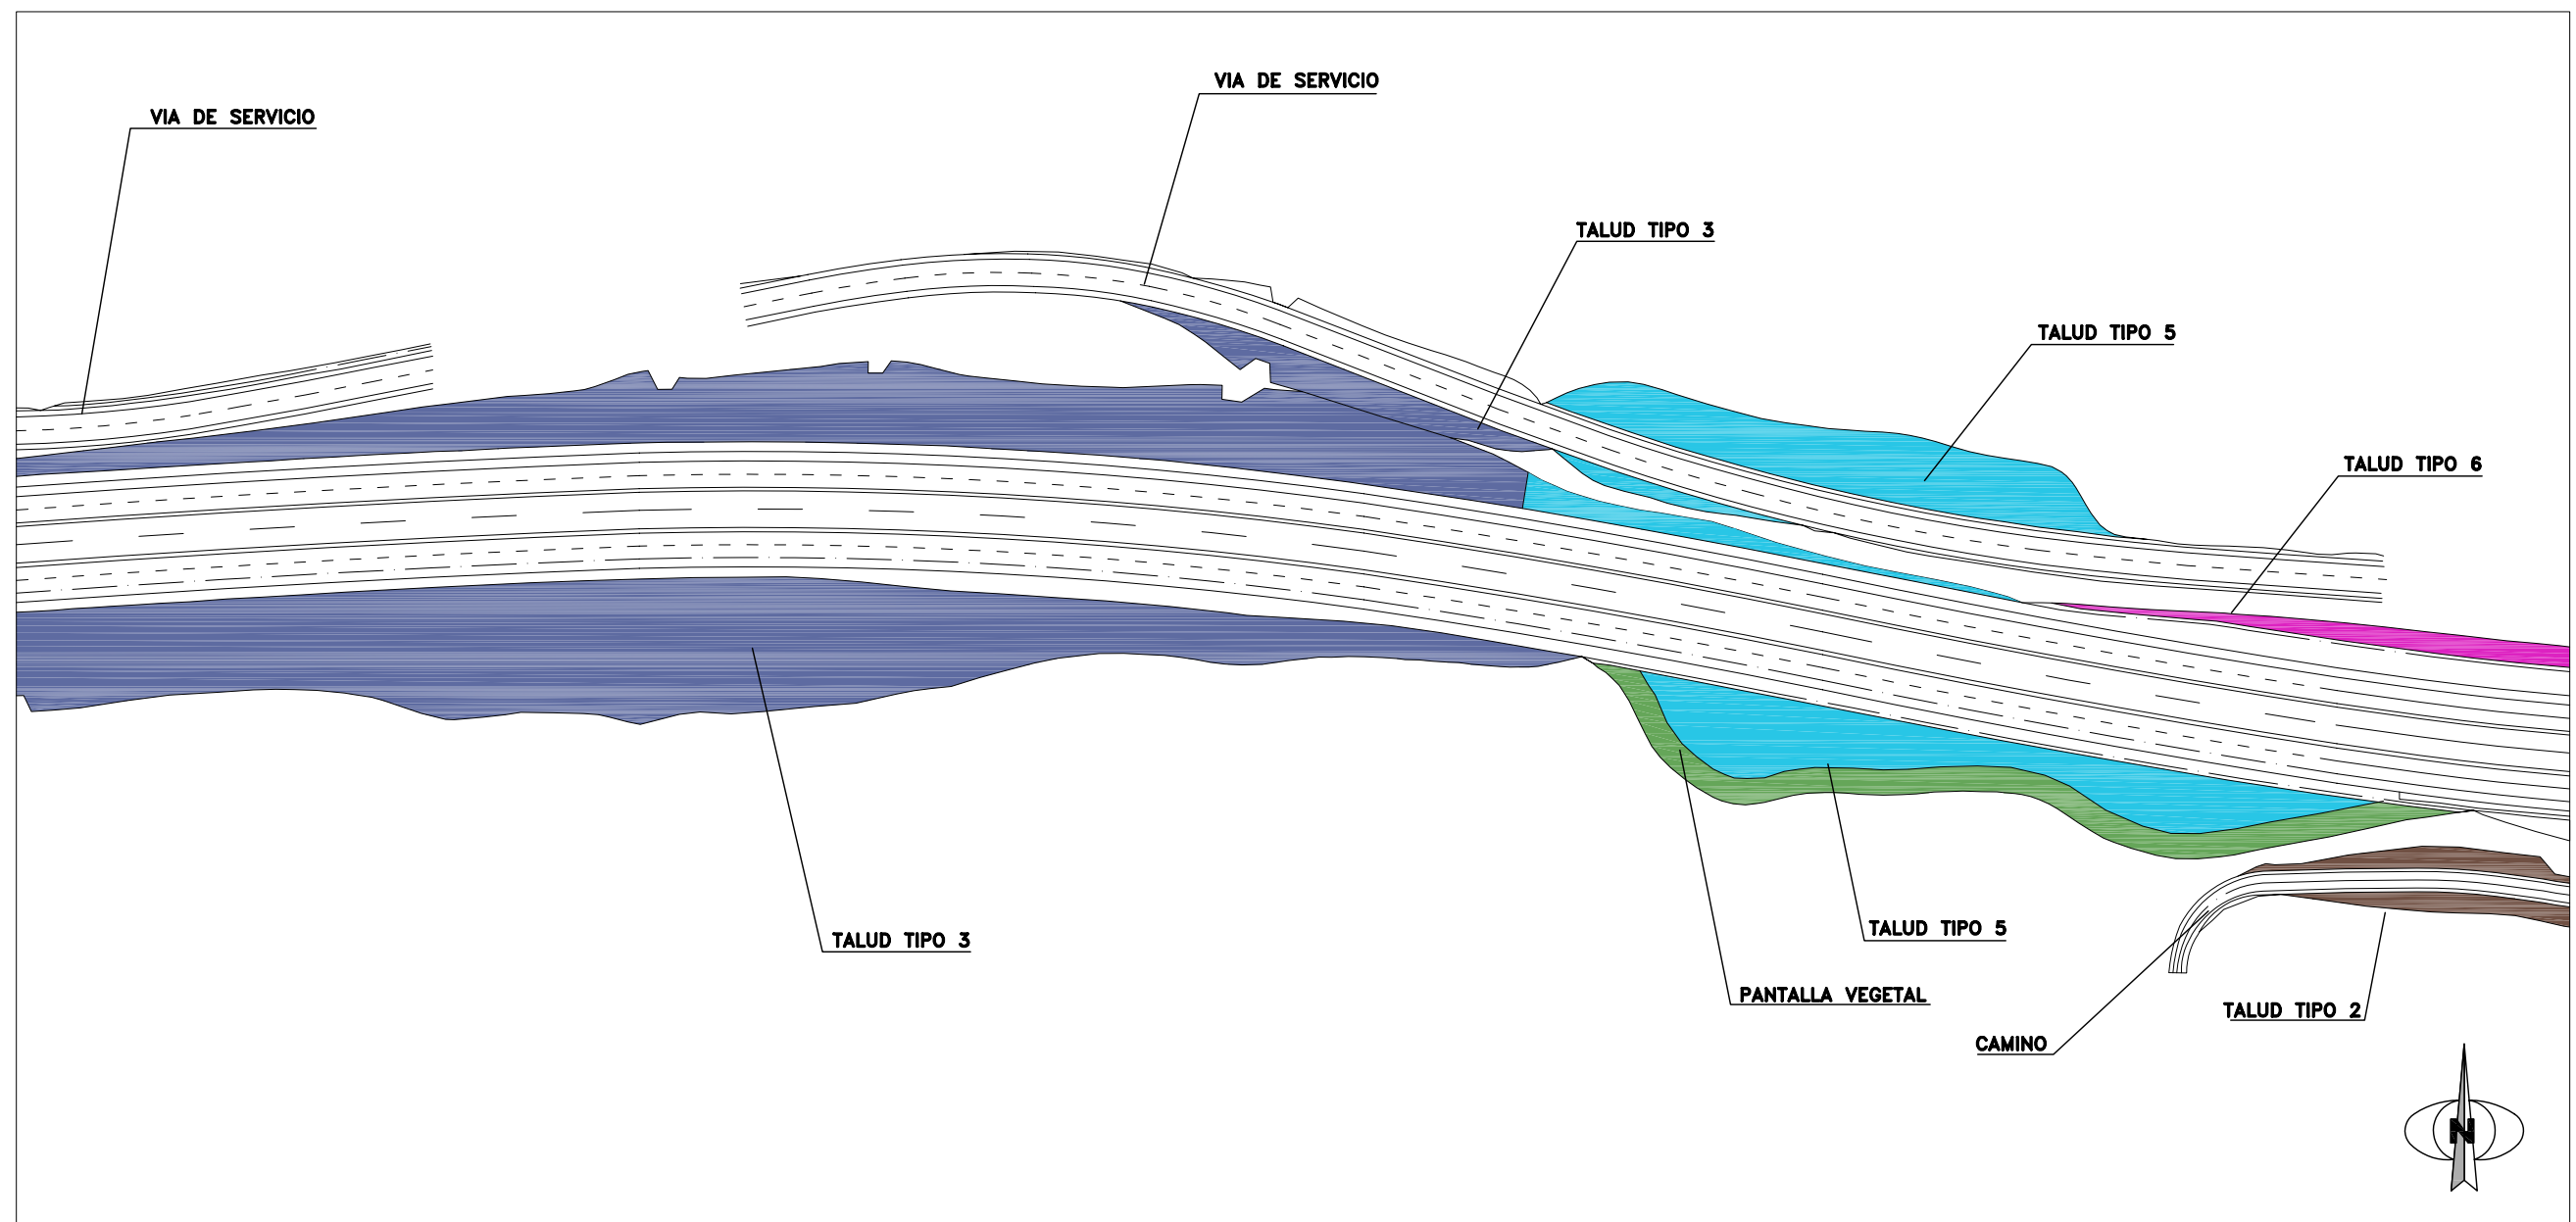 VIA DE SERVICIO
VIA DE SERVICIO
TALUD TIPO 3
TALUD TIPO 5
TALUD TIPO 6
TALUD TIPO 3
TALUD TIPO 5
PANTALLA VEGETAL
TALUD TIPO 2
CAMINO
N